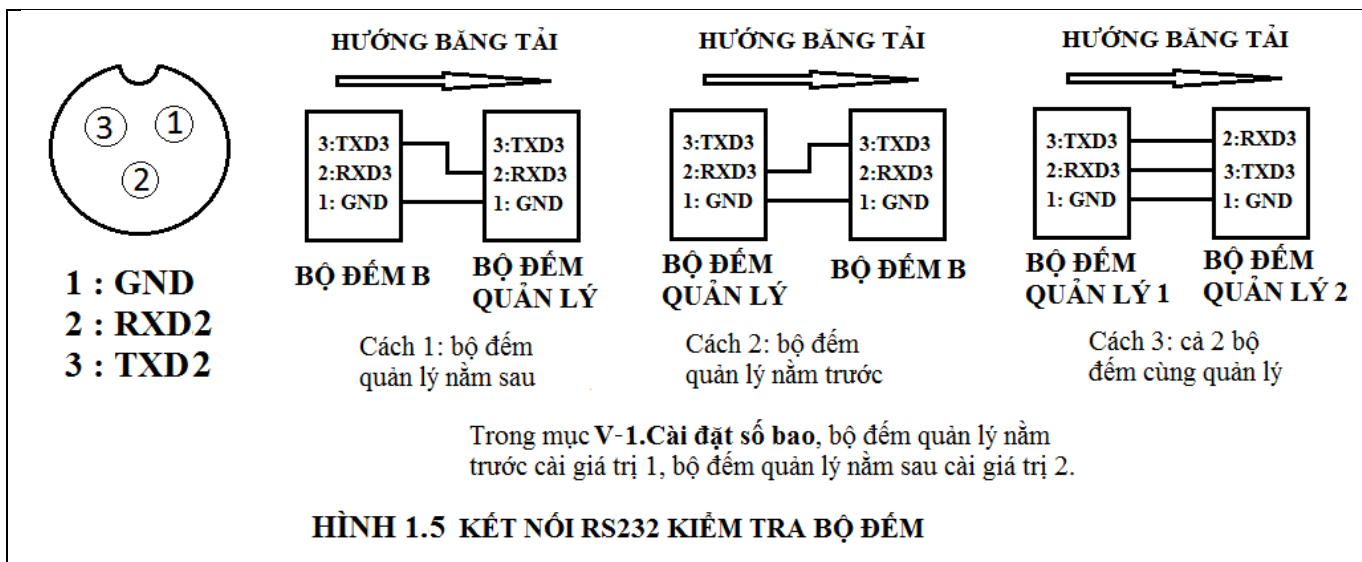 3
1
2
1 : GND
2 : RXD2
3 : TXD2
HƯỚNG BĂNG TẢI
3:TXD3
2:RXD3
1: GND
3:TXD3
2:RXD3
1: GND
BỘ ĐẾM B
BỘ ĐẾM
QUẢN LÝ
Cách 1: bộ đếm
quản lý nằm sau
HƯỚNG BĂNG TẢI
3:TXD3
2:RXD3
1: GND
3:TXD3
2:RXD3
1: GND
BỘ ĐẾM
QUẢN LÝ
BỘ ĐẾM B
Cách 2: bộ đếm
quản lý nằm trước
HƯỚNG BĂNG TẢI
3:TXD3
2:RXD3
1: GND
2:RXD3
3:TXD3
1: GND
BỘ ĐẾM
QUẢN LÝ 1
BỘ ĐẾM
QUẢN LÝ 2
Cách 3: cả 2 bộ
đếm cùng quản lý
Trong mục V-1.Cài đặt số bao, bộ đếm quản lý nằm
trước cài giá trị 1, bộ đếm quản lý nằm sau cài giá trị 2.
HÌNH 1.5 KẾT NỐI RS232 KIỂM TRA BỘ ĐẾM